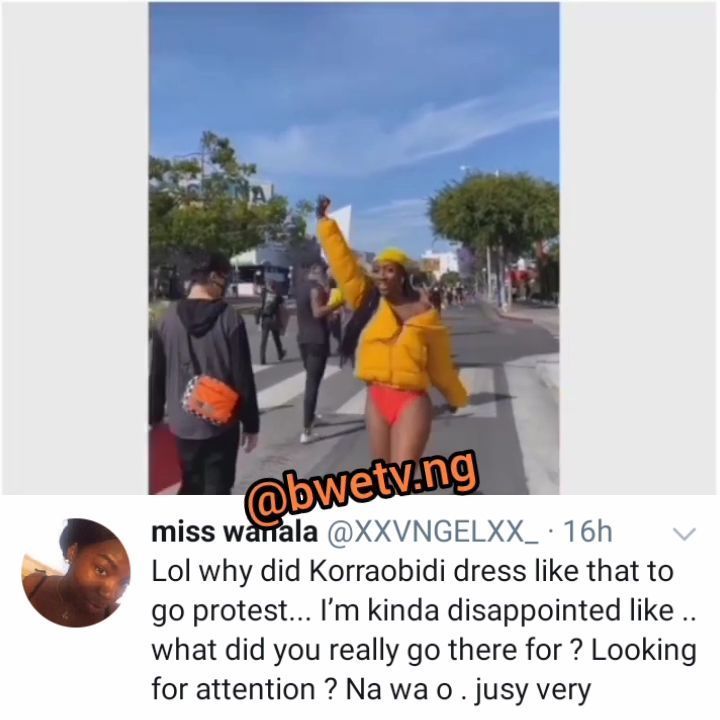 @bwetv.ng
miss wahala @XXVNGELXX_ · 16h
Lol why did Korraobidi dress like that to
go protest... I'm kinda disappointed like ..
what did you really go there for ? Looking
for attention ? Na wa o . jusy very